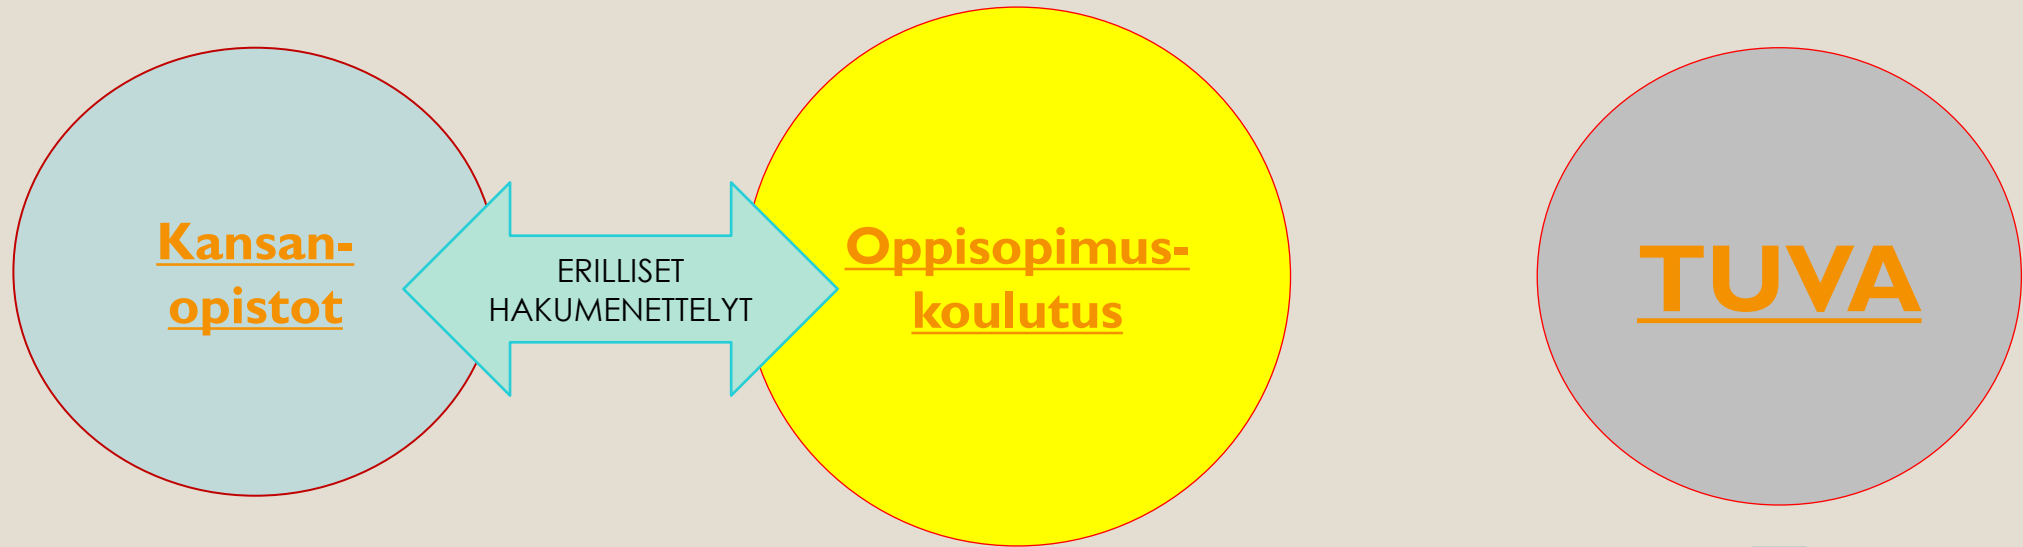 Kansan-
opistot
ERILLISET
HAKUMENETTELYT
Oppisopimus-
koulutus
TUVA